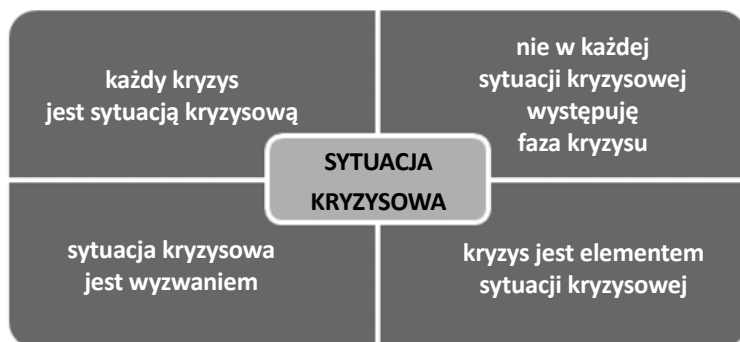 każdy kryzys
jest sytuacją kryzysową
nie w każdej
sytuacji kryzysowej
występuję
faza kryzysu
SYTUACJA
KRYZYSOWA
sytuacja kryzysowa
jest wyzwaniem
kryzys jest elementem
sytuacji kryzysowej